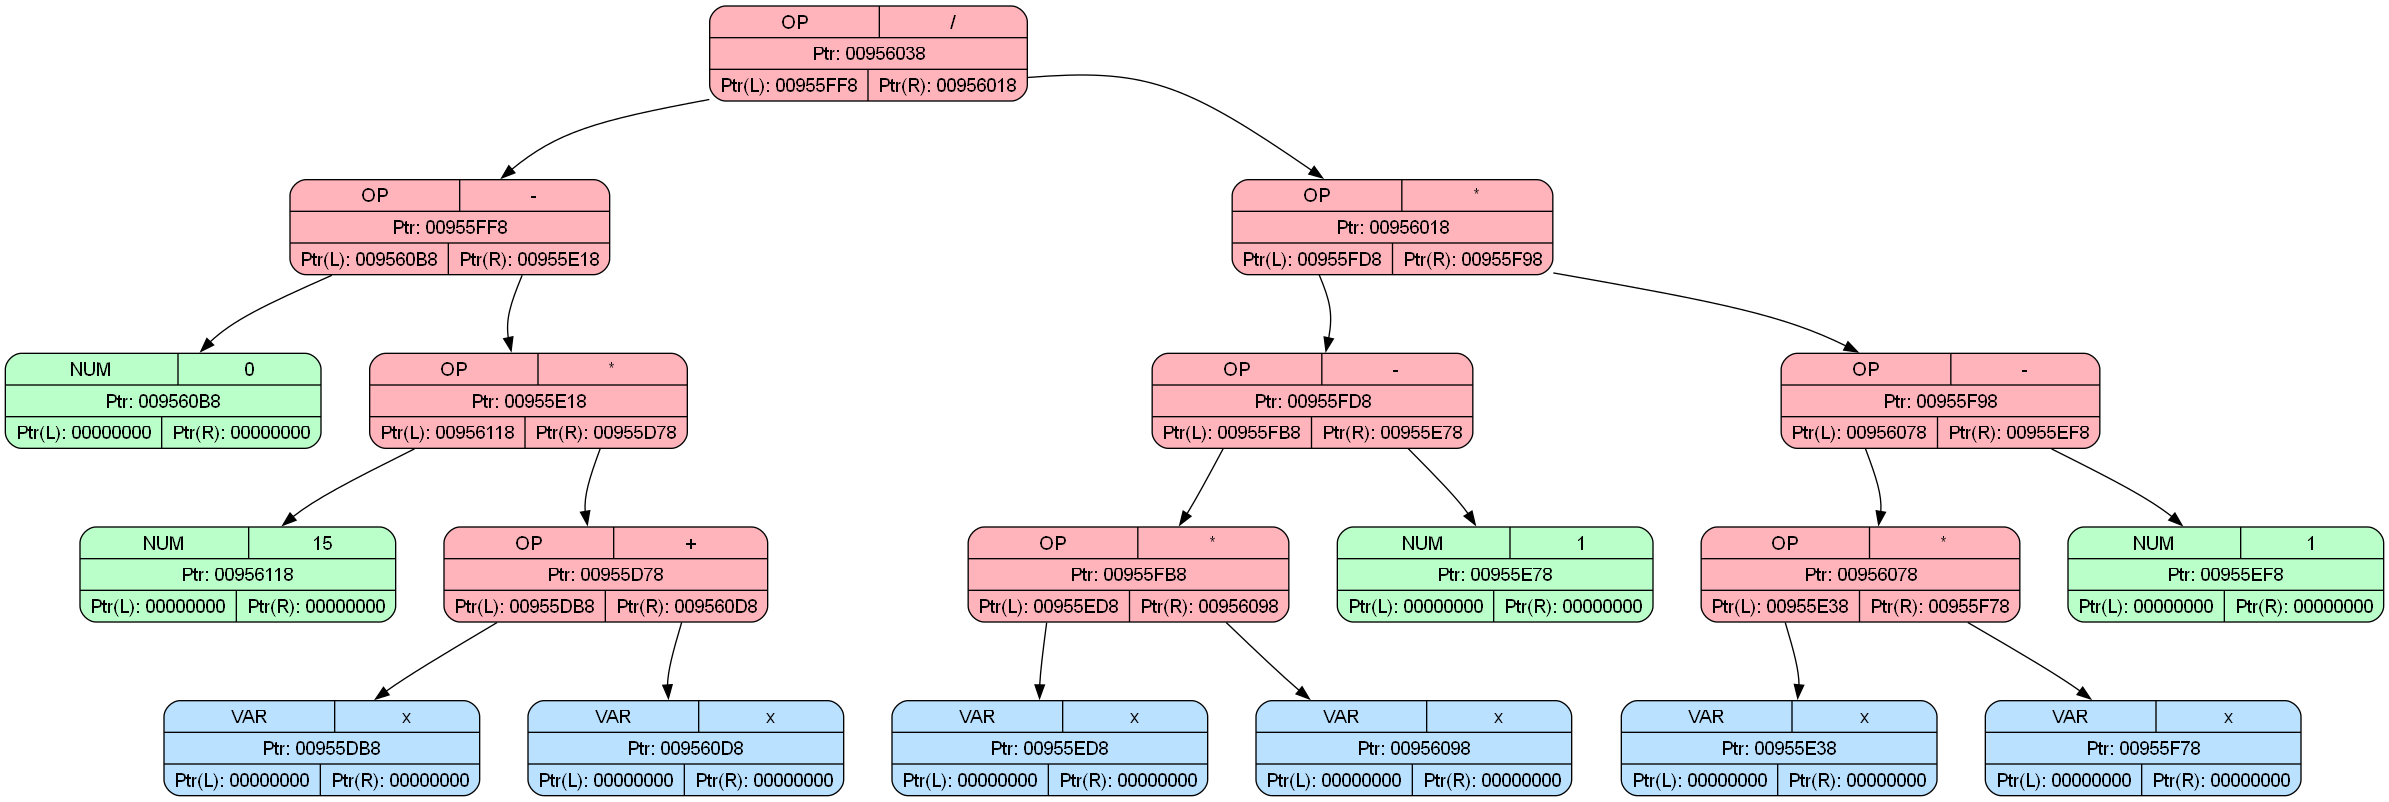 OP /
Ptr: 00956038
Ptr(L): 00955FF8 Ptr(R): 00956018
OP -
Ptr: 00955FF8
Ptr(L): 009560B8 Ptr(R): 00955E18
OP *
Ptr: 00956018
Ptr(L): 00955FD8 Ptr(R): 00955F98
NUM 0
Ptr: 009560B8
Ptr(L): 00000000 Ptr(R): 00000000
OP *
Ptr: 00955E18
Ptr(L): 00956118 Ptr(R): 00955D78
OP -
Ptr: 00955FD8
Ptr(L): 00955FB8 Ptr(R): 00955E78
OP -
Ptr: 00955F98
Ptr(L): 00956078 Ptr(R): 00955EF8
NUM 15
Ptr: 00956118
Ptr(L): 00000000 Ptr(R): 00000000
OP +
Ptr: 00955D78
Ptr(L): 00955DB8 Ptr(R): 009560D8
OP *
Ptr: 00955FB8
Ptr(L): 00955ED8 Ptr(R): 00956098
NUM 1
Ptr: 00955E78
Ptr(L): 00000000 Ptr(R): 00000000
OP *
Ptr: 00956078
Ptr(L): 00955E38 Ptr(R): 00955F78
NUM 1
Ptr: 00955EF8
Ptr(L): 00000000 Ptr(R): 00000000
VAR x
Ptr: 00955DB8
Ptr(L): 00000000 Ptr(R): 00000000
VAR x
Ptr: 009560D8
Ptr(L): 00000000 Ptr(R): 00000000
VAR x
Ptr: 00955ED8
Ptr(L): 00000000 Ptr(R): 00000000
VAR x
Ptr: 00956098
Ptr(L): 00000000 Ptr(R): 00000000
VAR x
Ptr: 00955E38
Ptr(L): 00000000 Ptr(R): 00000000
VAR x
Ptr: 00955F78
Ptr(L): 00000000 Ptr(R): 00000000